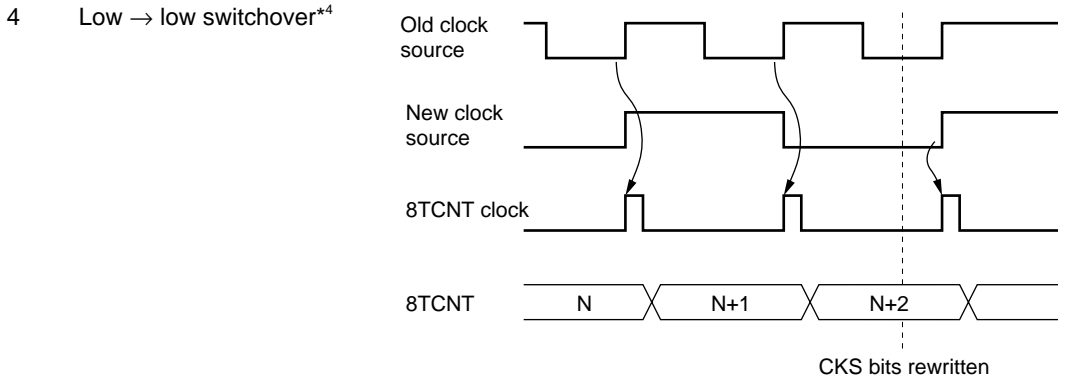 4 Low → low switchover*4
Old clock
source
New clock
source
8TCNT clock
8TCNT
N
N+1
N+2
CKS bits rewritten